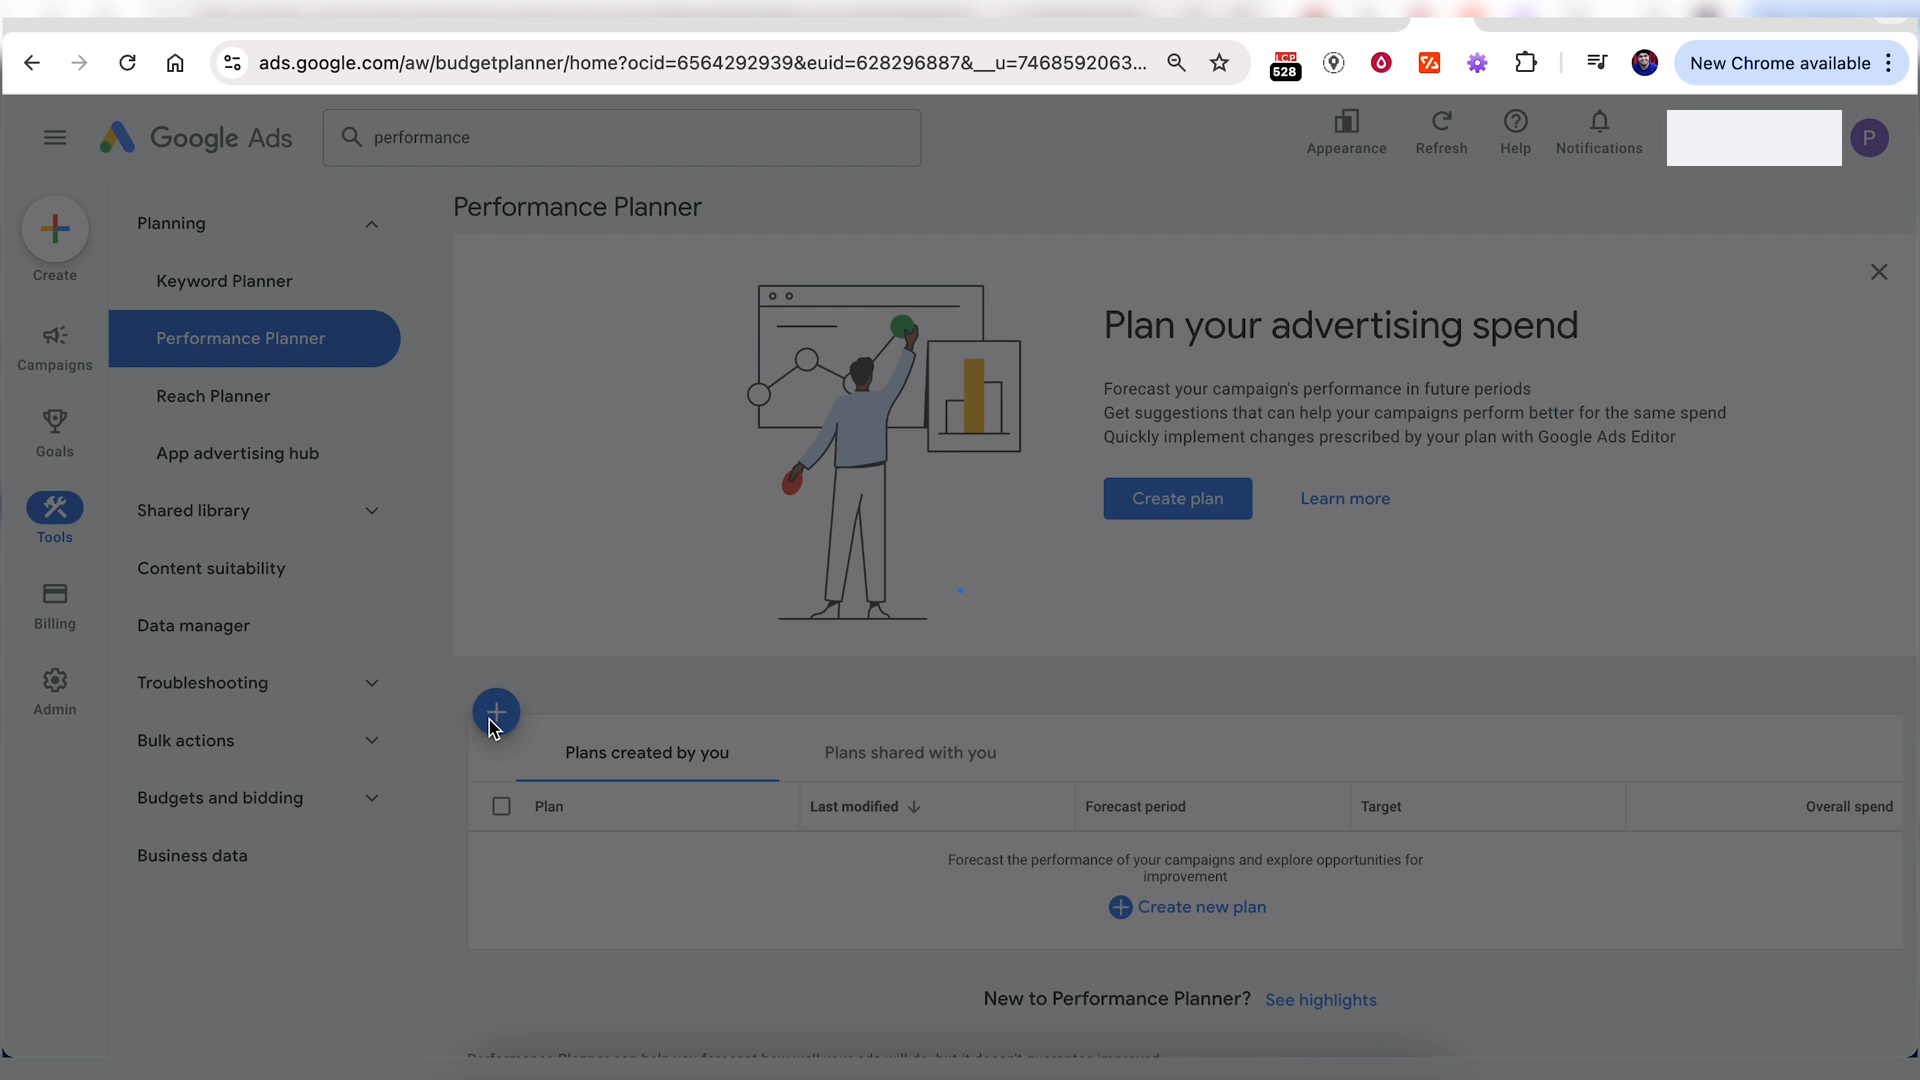 ads.google.com/aw/budgetplanner/home?ocid=6564292939&euid=628296887&__u=7468592063...
LCP
528
New Chrome available
Google Ads
performance
Appearance
Refresh
Help
Notifications
P
Create
Campaigns
Goals
Tools
Billing
Admin
Planning
Keyword Planner
Performance Planner
Reach Planner
App advertising hub
Shared library
Content suitability
Data manager
Troubleshooting
Bulk actions
Budgets and bidding
Business data
Performance Planner
Plan your advertising spend
Forecast your campaign's performance in future periods
Get suggestions that can help your campaigns perform better for the same spend
Quickly implement changes prescribed by your plan with Google Ads Editor
Create plan
Learn more
Plans created by you
Plans shared with you
Plan
Last modified
Forecast period
Target
Overall spend
Forecast the performance of your campaigns and explore opportunities for
improvement
Create new plan
New to Performance Planner? See highlights